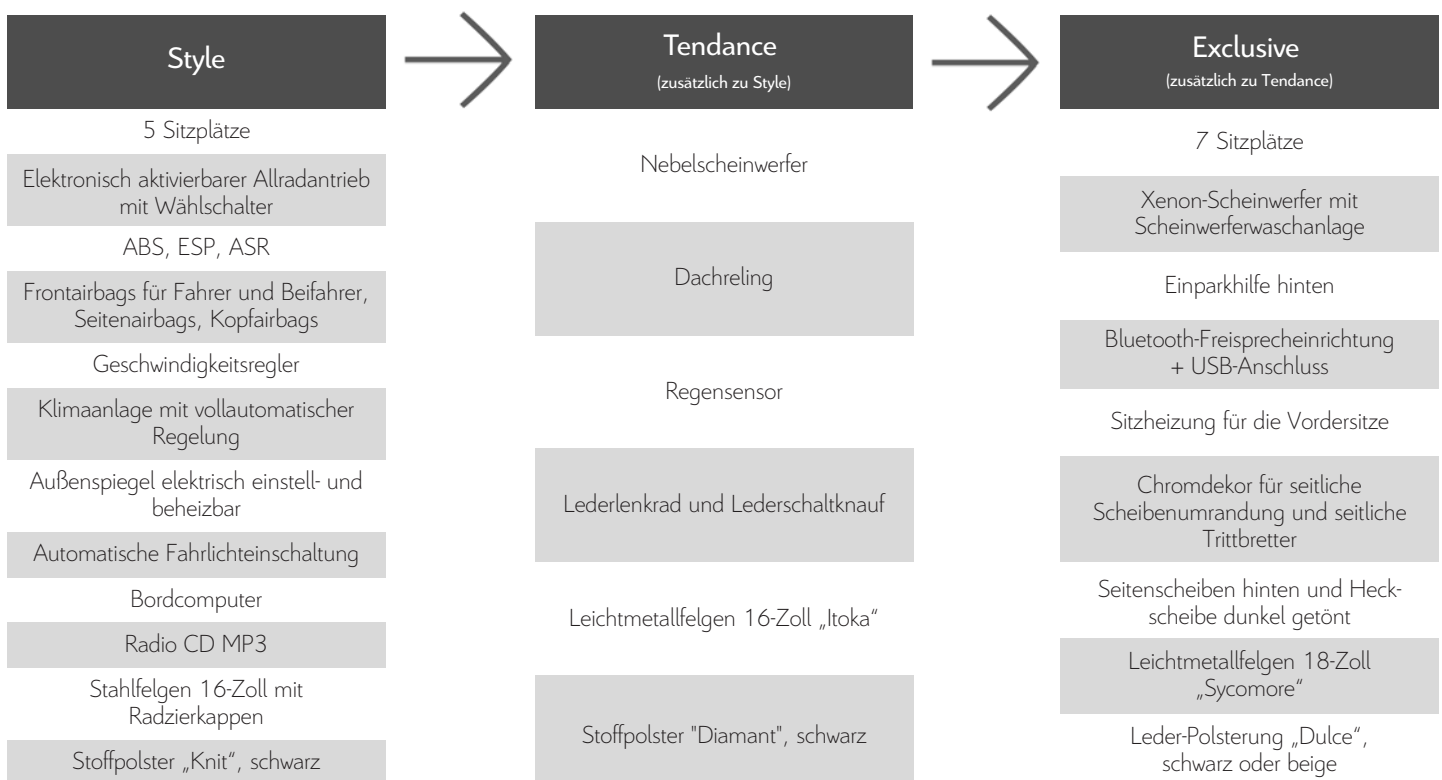 Style
5 Sitzplätze
Elektronisch aktivierbarer Allradantrieb
mit Wählschalter
ABS, ESP, ASR
Frontairbags für Fahrer und Beifahrer,
Seitenairbags, Kopfairbags
Geschwindigkeitsregler
Klimaanlage mit vollautomatischer
Regelung
Außenspiegel elektrisch einstell- und
beheizbar
Automatische Fahrlichteinschaltung
Bordcomputer
Radio CD MP3
Stahlfelgen 16-Zoll mit
Radzierkappen
Stoffpolster „Knit“, schwarz
Tendance
(zusätzlich zu Style)
Nebelscheinwerfer
Dachreling
Regensensor
Lederlenkrad und Lederschaltknauf
Leichtmetallfelgen 16-Zoll „Itoka“
Stoffpolster "Diamant", schwarz
Exclusive
(zusätzlich zu Tendance)
7 Sitzplätze
Xenon-Scheinwerfer mit
Scheinwerferwaschanlage
Einparkhilfe hinten
Bluetooth-Freisprecheinrichtung
+ USB-Anschluss
Sitzheizung für die Vordersitze
Chromdekor für seitliche
Scheibenumrandung und seitliche
Trittbretter
Seitenscheiben hinten und Heck-
scheibe dunkel getönt
Leichtmetallfelgen 18-Zoll
„Sycomore“
Leder-Polsterung „Dulce“,
schwarz oder beige